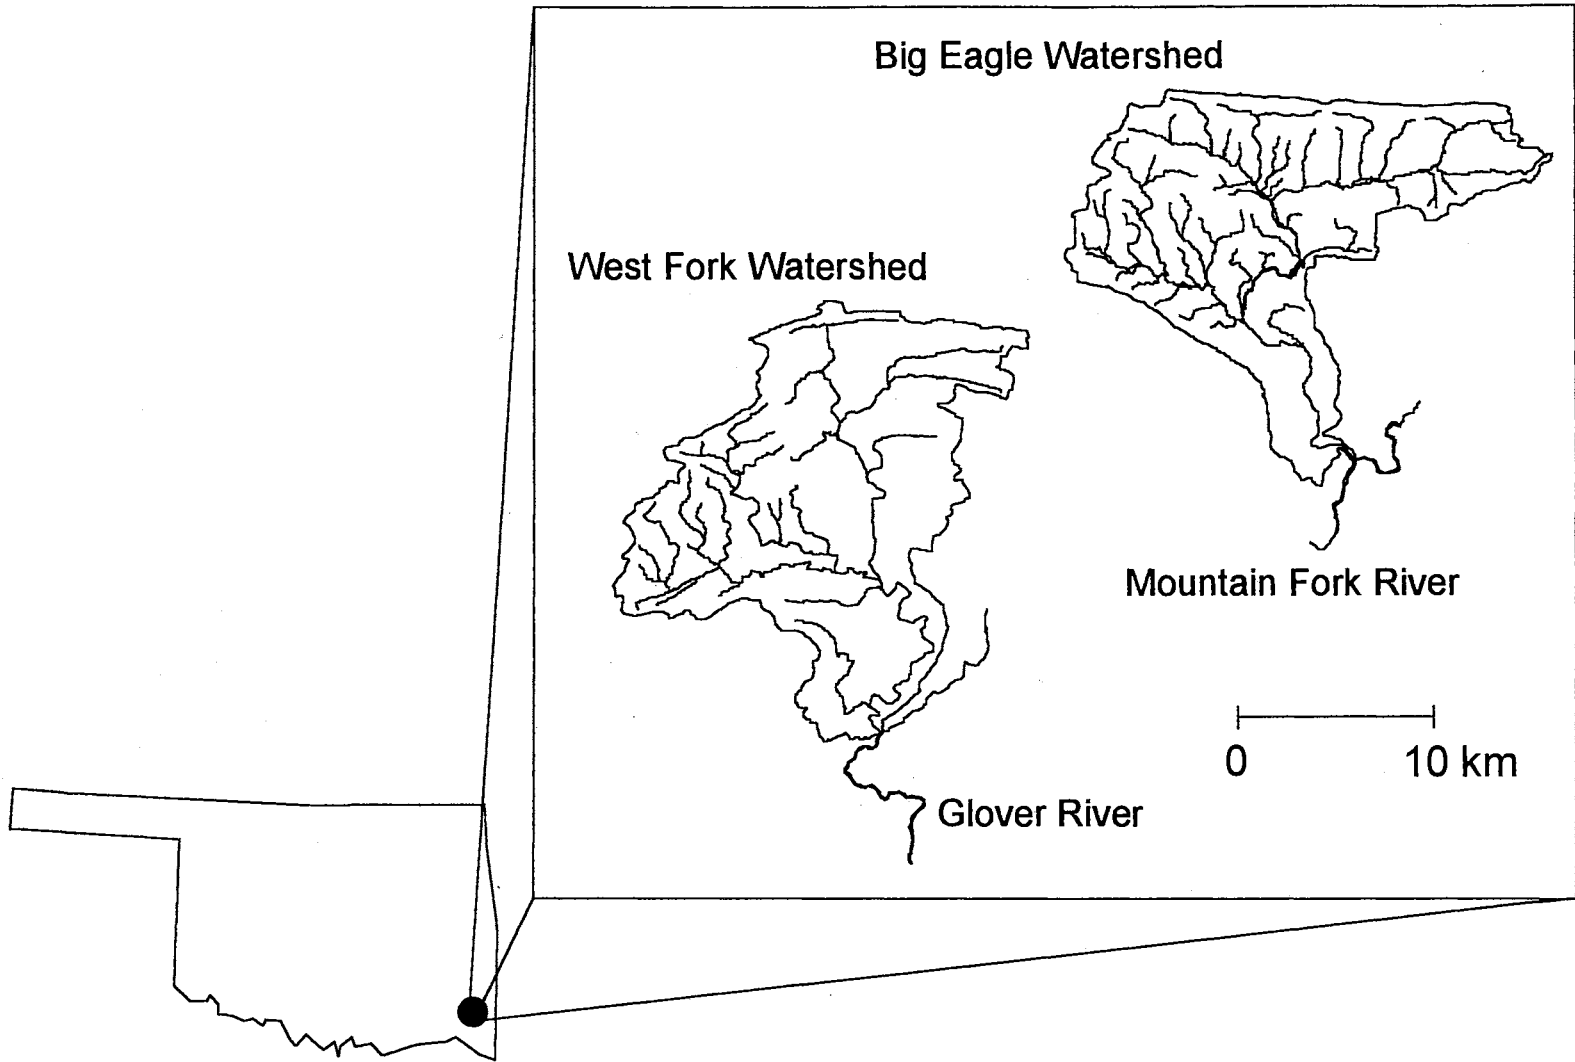 Big Eagle Watershed
West Fork Watershed
Mountain Fork River
0 10 km
Glover River